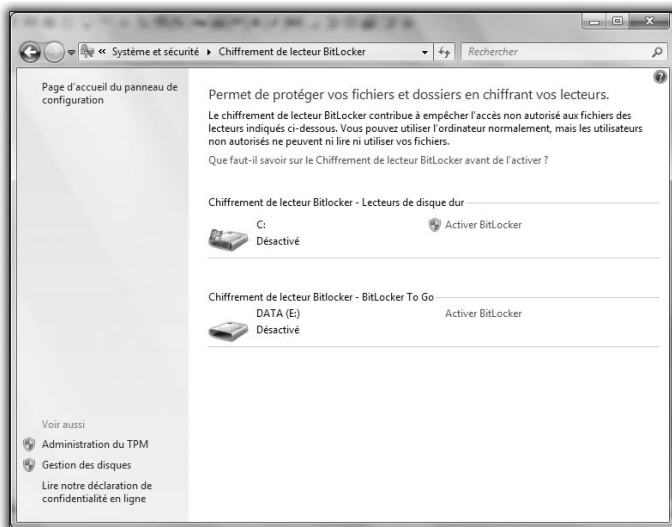 « Système et sécurité ▸ Chiffrement de lecteur BitLocker
Rechercher
Page d'accueil du panneau de
configuration
Permet de protéger vos fichiers et dossiers en chiffrant vos lecteurs.
Le chiffrement de lecteur BitLocker contribue à empêcher l'accès non autorisé aux fichiers des
lecteurs indiqués ci-dessous. Vous pouvez utiliser l'ordinateur normalement, mais les utilisateurs
non autorisés ne peuvent ni lire ni utiliser vos fichiers.
Que faut-il savoir sur le Chiffrement de lecteur BitLocker avant de l'activer ?
Chiffrement de lecteur Bitlocker - Lecteurs de disque dur
C:
Activer BitLocker
Désactivé
Chiffrement de lecteur Bitlocker - BitLocker To Go
DATA (E:)
Activer BitLocker
Désactivé
Voir aussi
Administration du TPM
Gestion des disques
Lire notre déclaration de
confidentialité en ligne